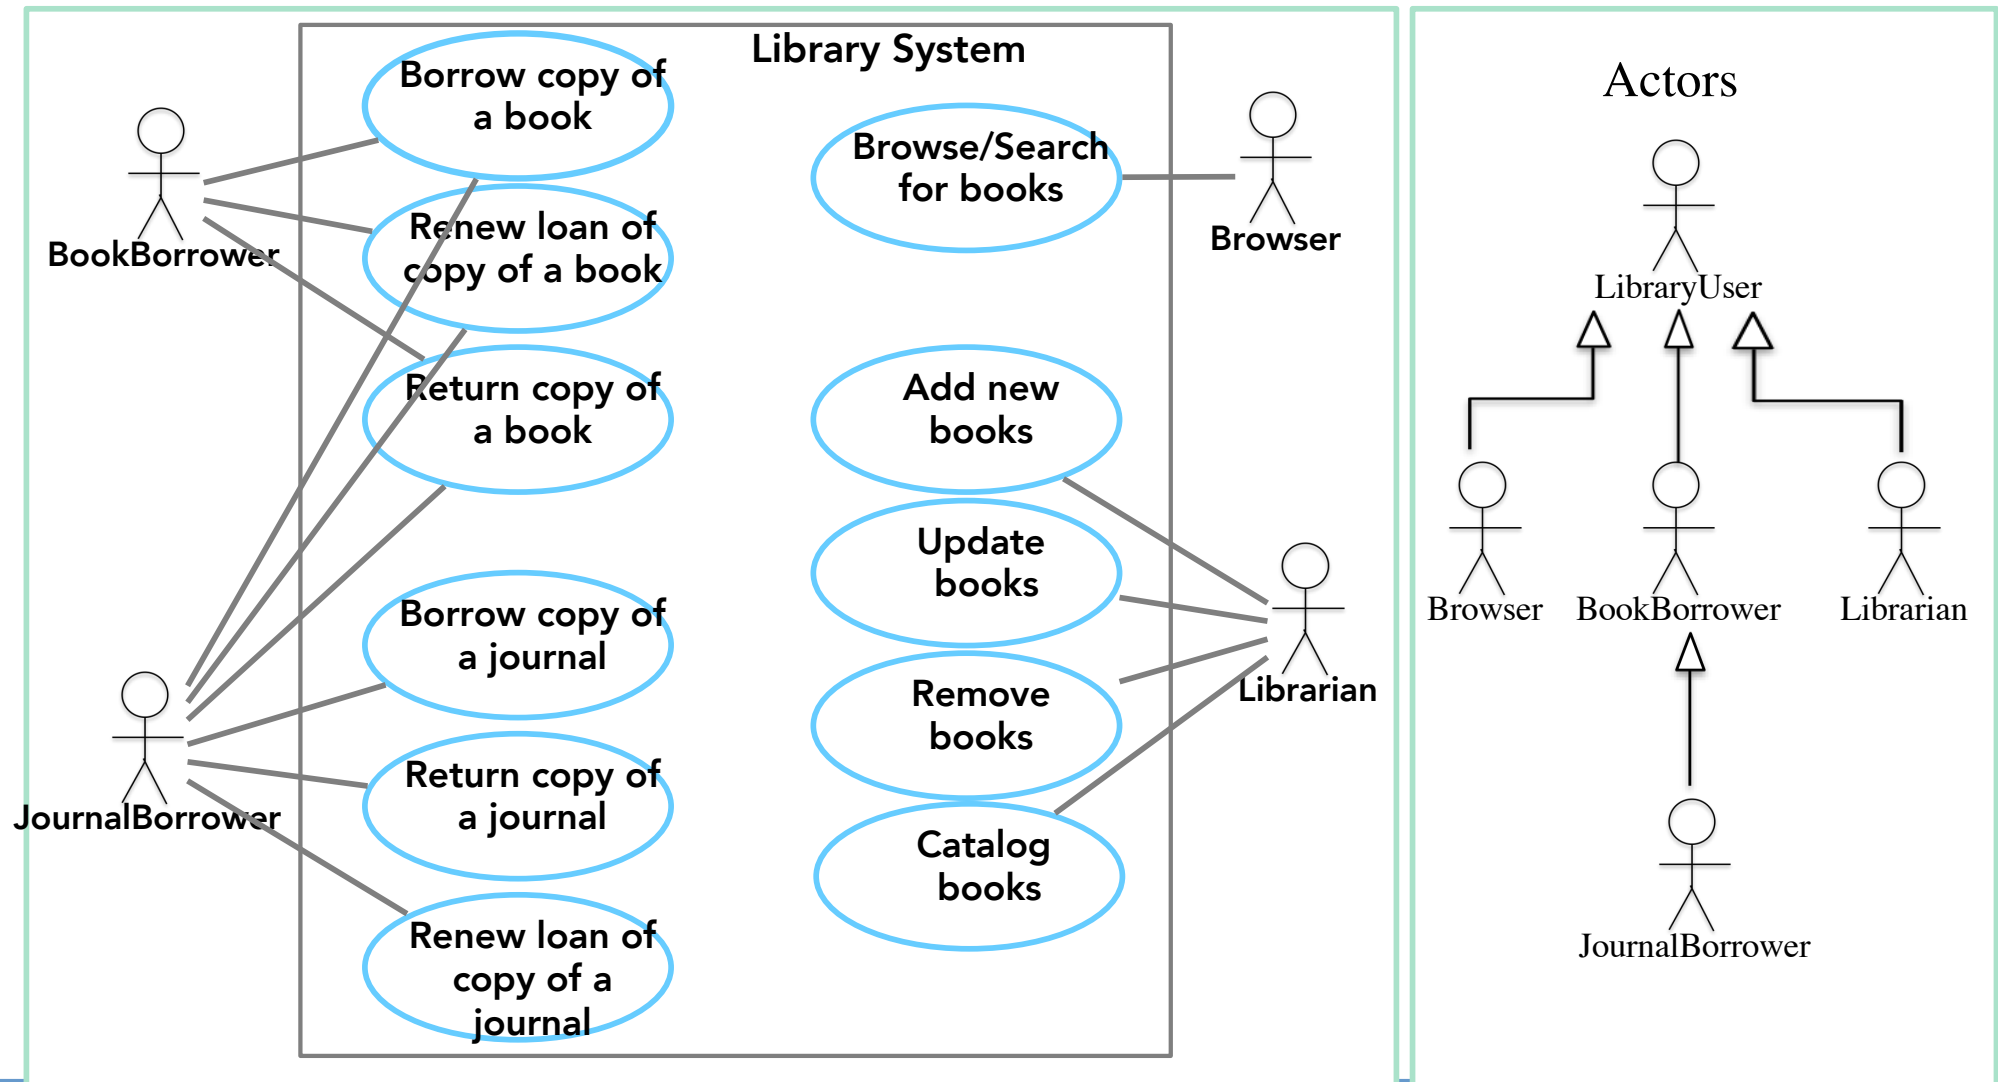 Library System
Borrow copy of
a book
Browse/Search
for books
BookBorrower
Renew loan of
copy of a book
Browser
Return copy of
a book
Add new
books
Update
books
Borrow copy of
a journal
Remove
books
Librarian
Return copy of
a journal
JournalBorrower
Catalog
books
Renew loan of
copy of a
journal
Actors
LibraryUser
Browser
BookBorrower
Librarian
JournalBorrower